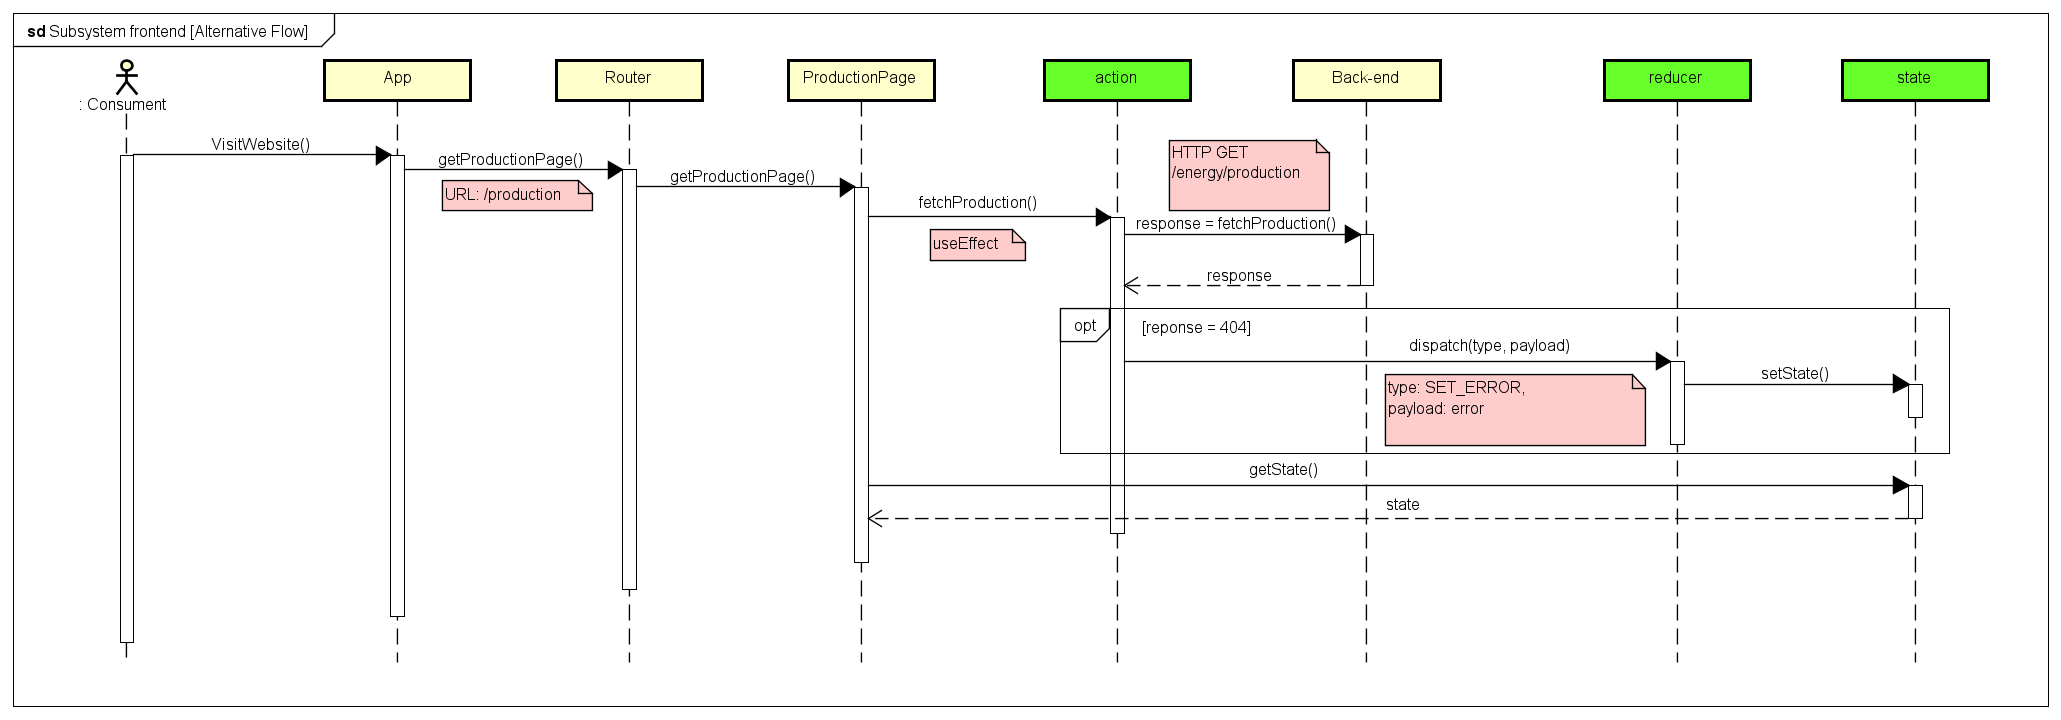 sd Subsystem frontend [Alternative Flow]
: Consument
App
Router
ProductionPage
action
Back-end
reducer
state
VisitWebsite()
getProductionPage()
URL: /production
getProductionPage()
fetchProduction()
useEffect
HTTP GET
/energy/production
response = fetchProduction()
response
opt
[reponse = 404]
dispatch(type, payload)
type: SET_ERROR,
payload: error
setState()
getState()
state